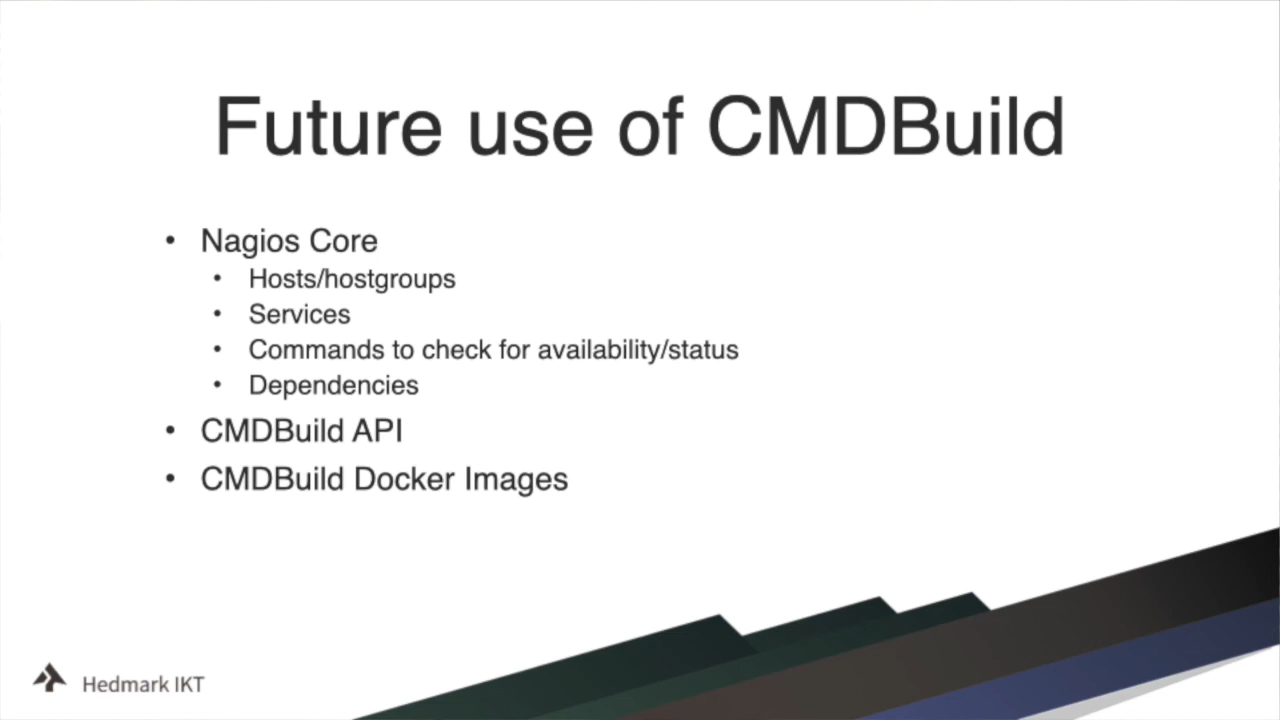 Future use of CMDBuild
• Nagios Core
• Hosts/hostgroups
• Services
• Commands to check for availability/status
• Dependencies
• CMDBuild API
• CMDBuild Docker Images
Hedmark IKT